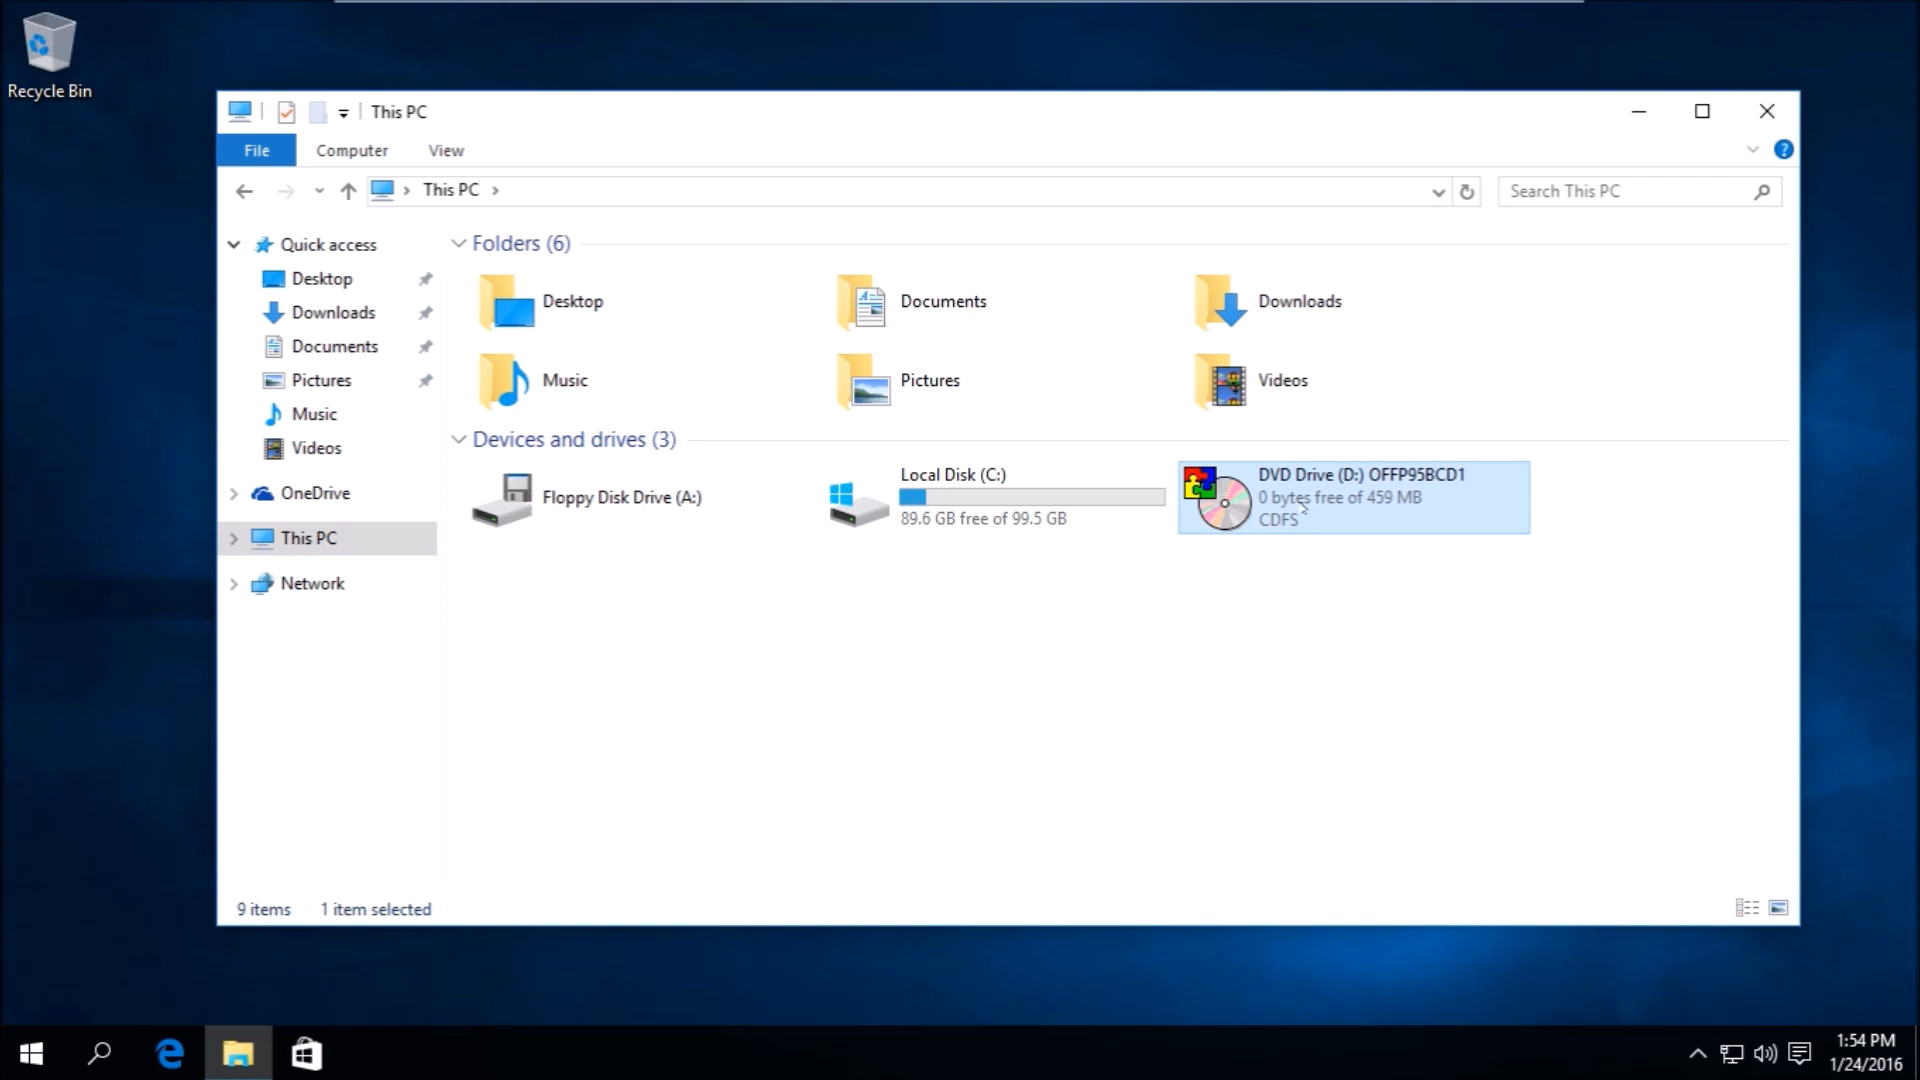 Recycle Bin
This PC
File
Computer
View
?
This PC
Search This PC
Quick access
Desktop
Downloads
Documents
Pictures
Music
Videos
OneDrive
This PC
Network
Folders (6)
Desktop
Documents
Downloads
Music
Pictures
Videos
Devices and drives (3)
Floppy Disk Drive (A:)
Local Disk (C:)
89.6 GB free of 99.5 GB
DVD Drive (D:) OFFP95BCD1
0 bytes free of 459 MB
CDFS
9 items
1 item selected
1:54 PM
1/24/2016